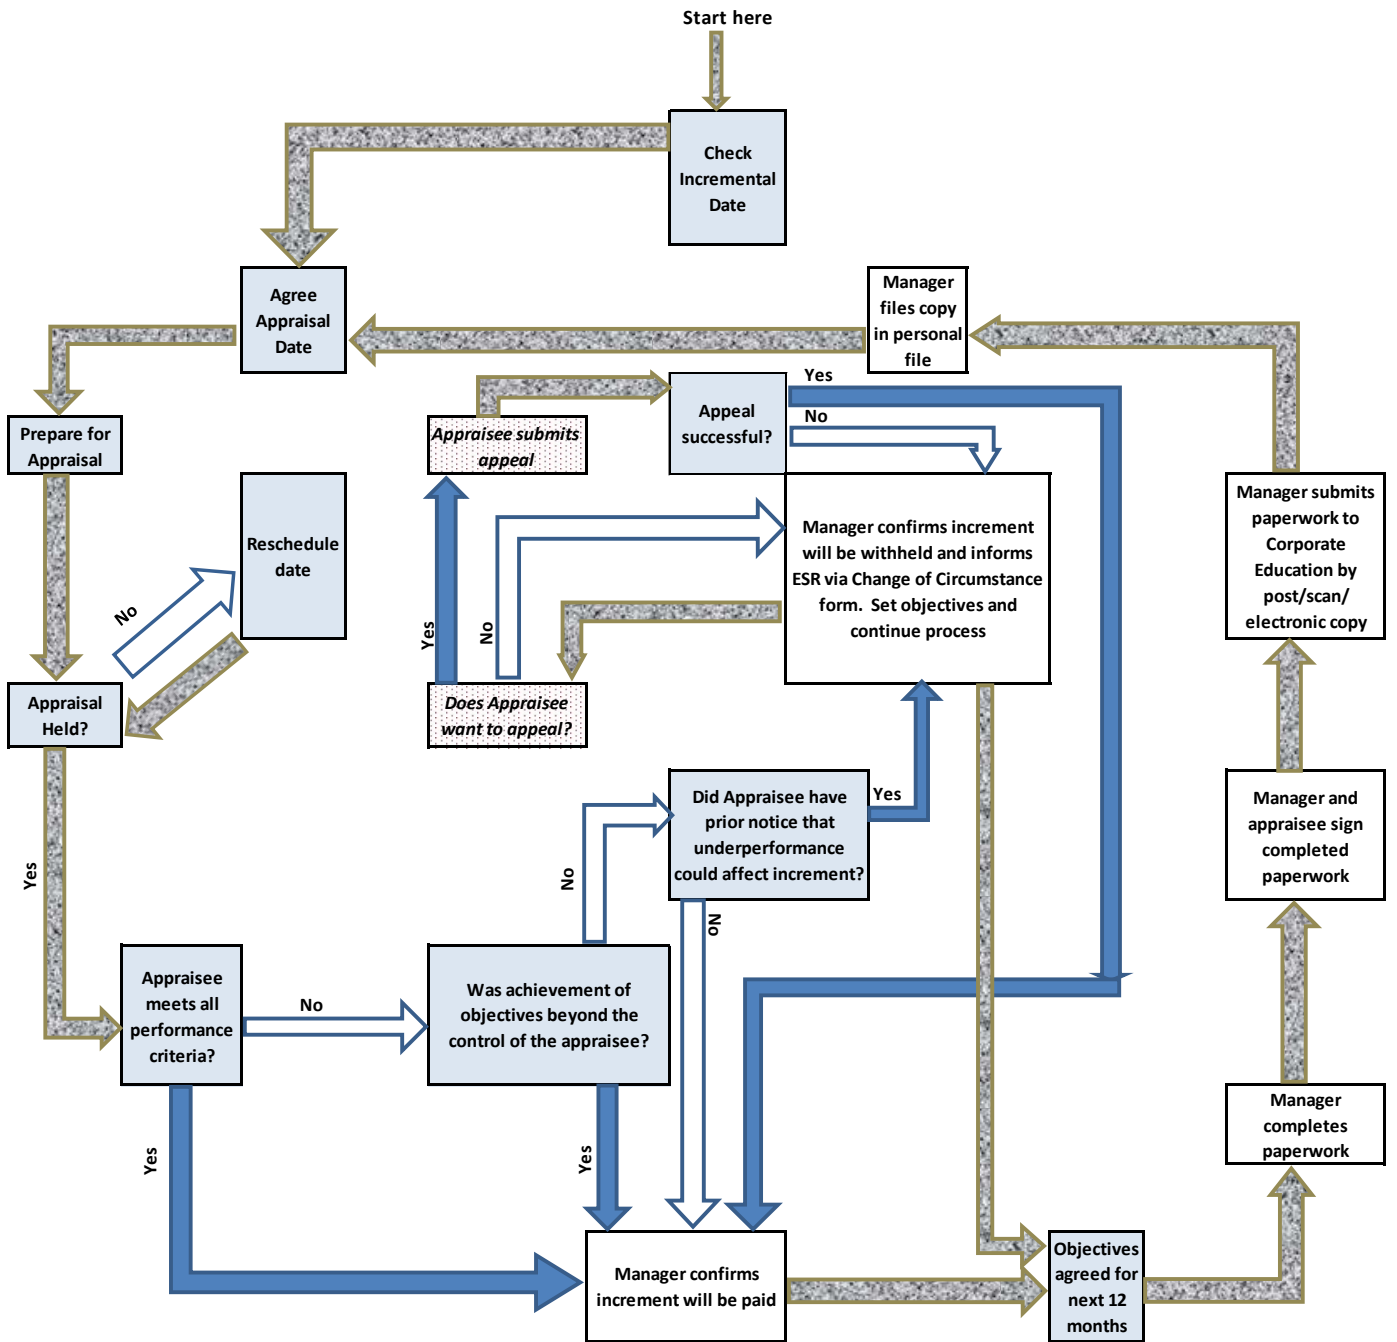 Start here
Check
Incremental
Date
Agree
Appraisal
Date
Manager
files copy
in personal
file
Yes
No
Appeal
successful?
Appraisee submits
appeal
Prepare for
Appraisal
Reschedule
date
No
Yes
No
Manager confirms increment
will be withheld and informs
ESR via Change of Circumstance
form.  Set objectives and
continue process
Manager submits
paperwork to
Corporate
Education by
post/scan/
electronic copy
Appraisal
Held?
Does Appraisee
want to appeal?
Yes
Did Appraisee have
prior notice that
underperformance
could affect increment?
Yes
No
No
Manager and
appraisee sign
completed
paperwork
Appraisee
meets all
performance
criteria?
No
Was achievement of
objectives beyond the
control of the appraisee?
Yes
Yes
Manager
completes
paperwork
Manager confirms
increment will be paid
Objectives
agreed for
next 12
months